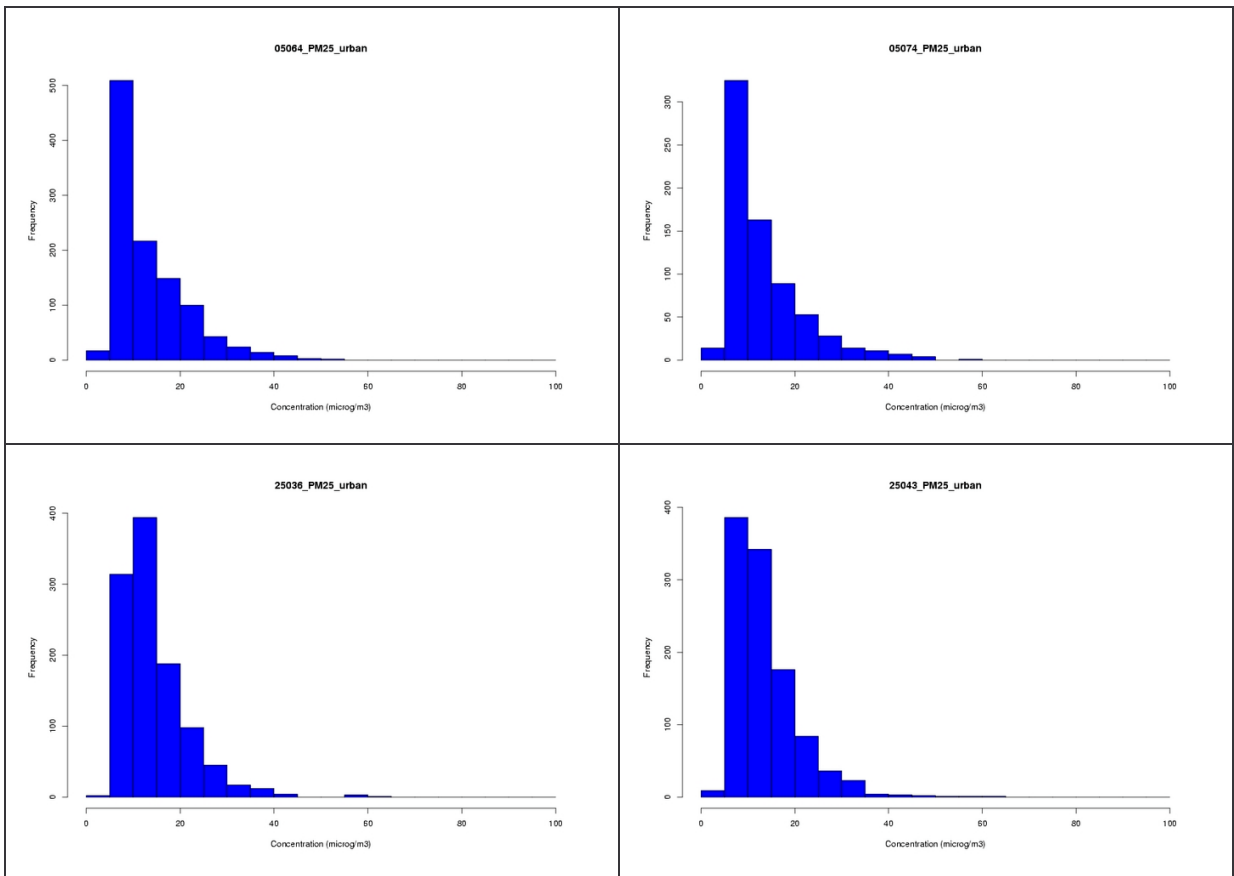 05064_PM25_urban
500
400
300
200
100
0
Frequency
0 20 40 60 80 100
Concentration (microg/m3)
05074_PM25_urban
300
250
200
150
100
50
0
Frequency
0 20 40 60 80 100
Concentration (microg/m3)
25036_PM25_urban
400
300
200
100
0
Frequency
0 20 40 60 80 100
Concentration (microg/m3)
25043_PM25_urban
400
300
200
100
0
Frequency
0 20 40 60 80 100
Concentration (microg/m3)